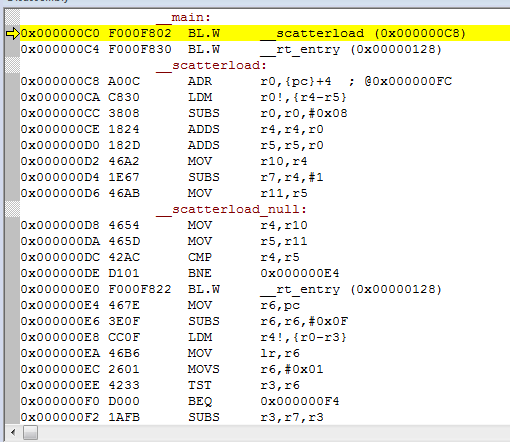 __main:
0x000000C0 F000F802 BL.W __scatterload (0x000000C8)
0x000000C4 F000F830 BL.W __rt_entry (0x00000128)
__scatterload:
0x000000C8 A00C ADR r0,{pc}+4 ; @0x000000FC
0x000000CA C830 LDM r0!,{r4-r5}
0x000000CC 3808 SUBS r0,r0,#0x08
0x000000CE 1824 ADDS r4,r4,r0
0x000000D0 182D ADDS r5,r5,r0
0x000000D2 46A2 MOV r10,r4
0x000000D4 1E67 SUBS r7,r4,#1
0x000000D6 46AB MOV r11,r5
__scatterload_null:
0x000000D8 4654 MOV r4,r10
0x000000DA 465D MOV r5,r11
0x000000DC 42AC CMP r4,r5
0x000000DE D101 BNE 0x000000E4
0x000000E0 F000F822 BL.W __rt_entry (0x00000128)
0x000000E4 467E MOV r6,pc
0x000000E6 3E0F SUBS r6,r6,#0x0F
0x000000E8 CC0F LDM r4!,{r0-r3}
0x000000EA 46B6 MOV lr,r6
0x000000EC 2601 MOVS r6,#0x01
0x000000EE 4233 TST r3,r6
0x000000F0 D000 BEQ 0x000000F4
0x000000F2 1AFB SUBS r3,r7,r3